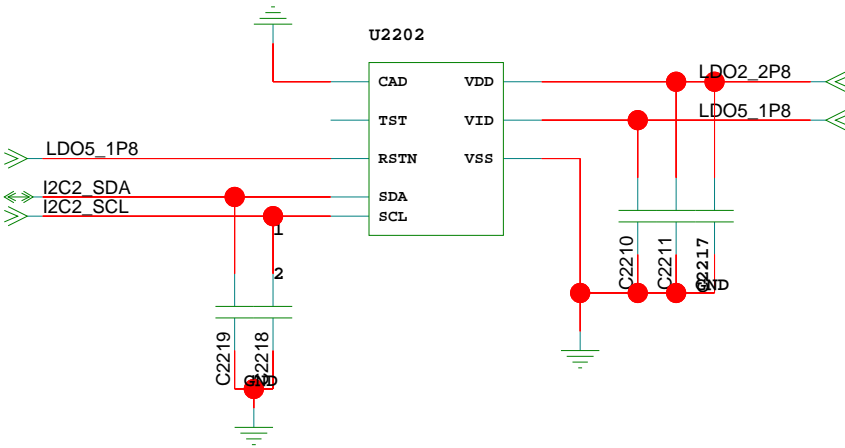 U2202
CAD VDD LDO2_2P8
TST VID LDO5_1P8
LDO5_1P8 RSTN VSS
I2C2_SDA SDA
I2C2_SCL SCL
1
2
C2210 C2211 C2217
GND
C2219 C2218
GND